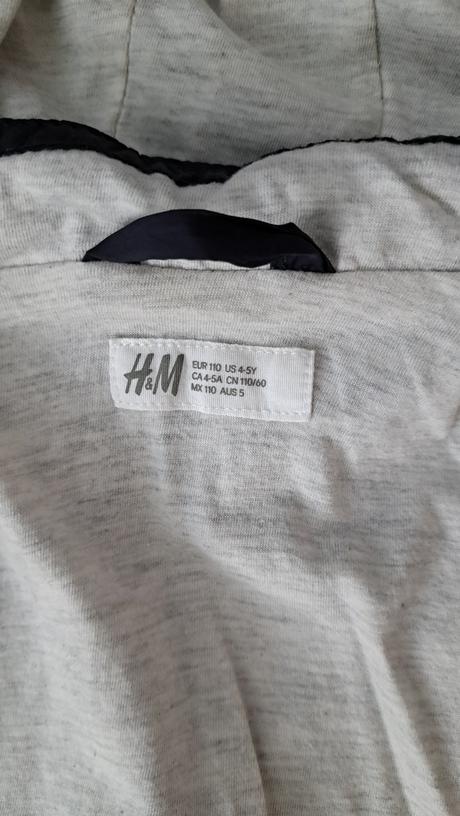 H&M
EUR 110 US 4-5Y
CA 4-5A CN 110/60
MX 110 AUS 5